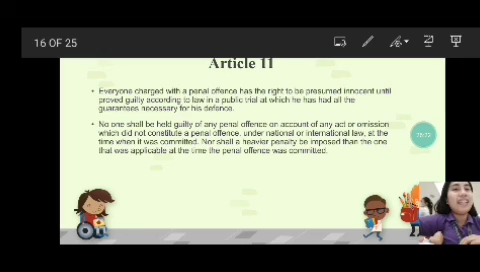 16 OF 25
Article 11
• Everyone charged with a penal offence has the right to be presumed innocent until
proved guilty according to law in a public trial at which he has had all the
guarantees necessary for his defence.
• No one shall be held guilty of any penal offence on account of any act or omission
which did not constitute a penal offence, under national or international law, at the
time when it was committed. Nor shall a heavier penalty be imposed than the one
that was applicable at the time the penal offence was committed.